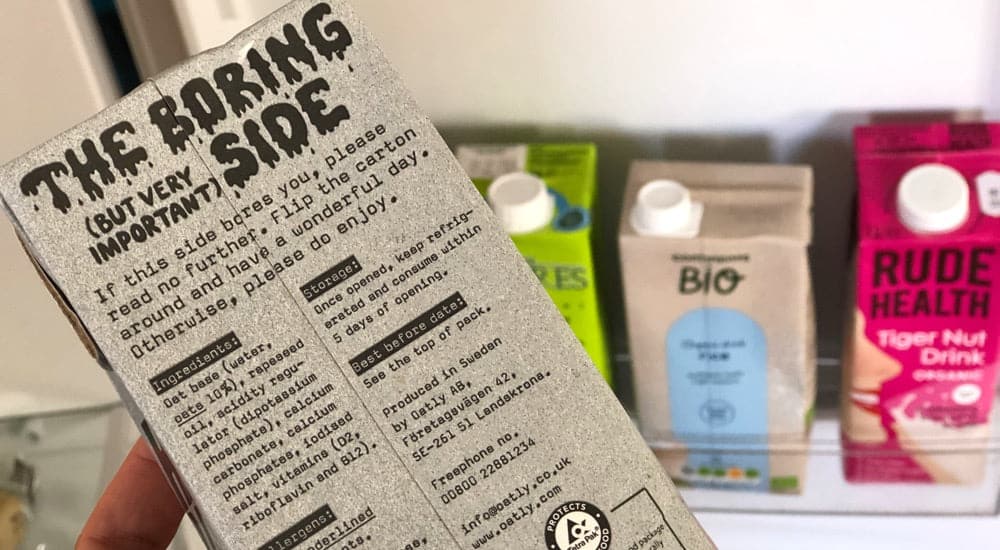 THE BORING
(BUT VERY
IMPORTANT) SIDE
If this side bores you, please
read no further. Flip the carton
around and have a wonderful day.
Otherwise, please do enjoy.
Ingredients:
Oat base (water,
oats 10%), rapeseed
oil, acidity regu-
lator (dipotassium
phosphate), calcium
carbonate, calcium
phosphates, iodised
salt, vitamins (D2,
riboflavin and B12).
Storage:
Once opened, keep refrig-
erated and consume within
5 days of opening.
Best before date:
See the top of pack.
Produced in Sweden
by Oatly AB,
Företagsvägen 42,
SE-261 51 Landskrona.
Freephone no.
00800 22881234
info@oatly.co.uk
www.oatly.com
PROTECTS
Tetra Pak
BIO
RUDE
HEALTH
Tiger Nut
Drink
ORGANIC